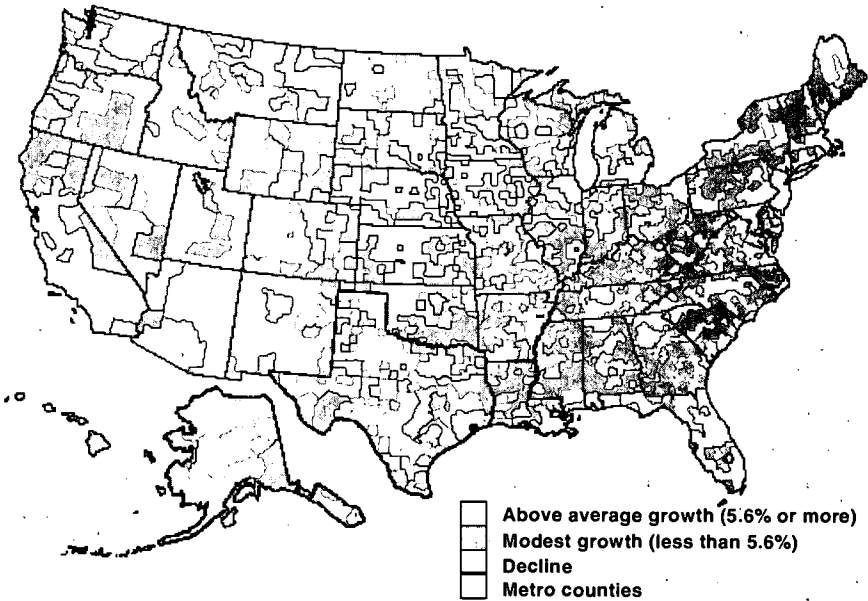 Above average growth (5.6% or more)
Modest growth (less than 5.6%)
Decline
Metro counties